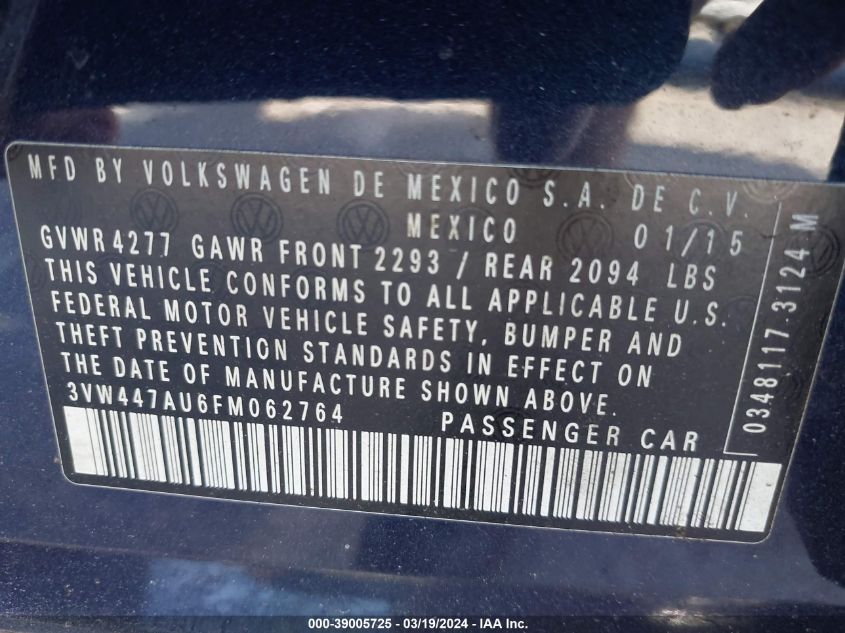 MFD BY VOLKSWAGEN DE MEXICO S.A. DE C.V.
MEXICO 01/15
GVWR 4277 GAWR FRONT 2293 / REAR 2094 LBS
THIS VEHICLE CONFORMS TO ALL APPLICABLE U.S.
FEDERAL MOTOR VEHICLE SAFETY, BUMPER AND
THEFT PREVENTION STANDARDS IN EFFECT ON
THE DATE OF MANUFACTURE SHOWN ABOVE.
3VW447AU6FM062764 PASSENGER CAR
0348117.3124 M
000-39005725 - 03/19/2024 - IAA Inc.